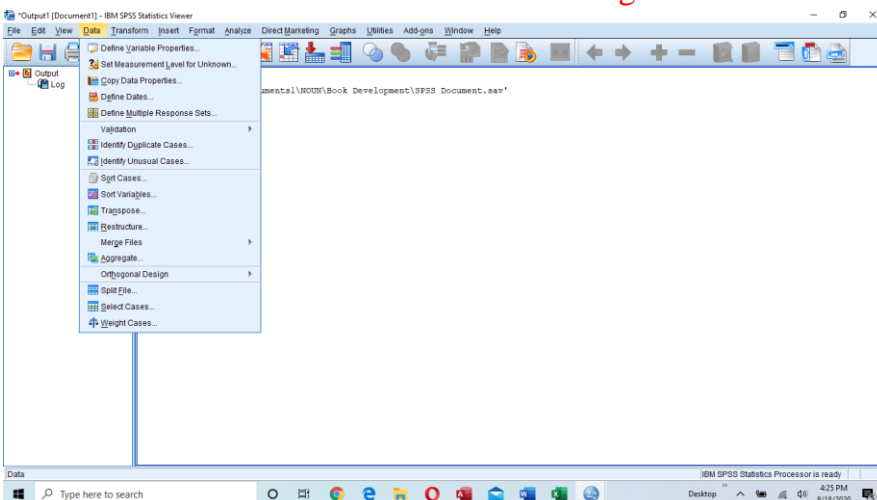 *Output1 [Document1] - IBM SPSS Statistics Viewer
File Edit View Data Transform Insert Format Analyze Direct Marketing Graphs Utilities Add-ons Window Help
Define Variable Properties...
Set Measurement Level for Unknown...
Copy Data Properties...
Define Dates...
Define Multiple Response Sets...
Validation
Identify Duplicate Cases...
Identify Unusual Cases...
Sort Cases...
Sort Variables...
Transpose...
Restructure...
Merge Files
Aggregate...
Orthogonal Design
Split File...
Select Cases...
Weight Cases...
Output
Log
mentsl\NOUN\Book Development\SPSS Document.sav'
Data
IBM SPSS Statistics Processor is ready
Type here to search
Desktop
4:25 PM
8/18/2020